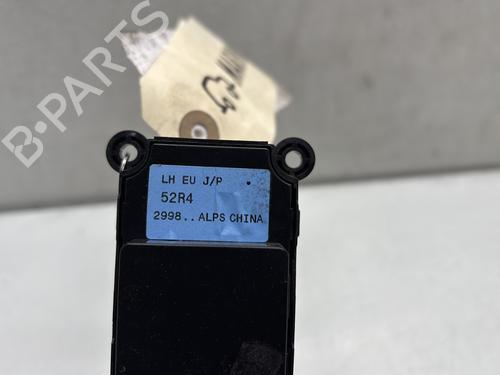 B-PARTS
LH EU J/P
52R4
2998.. ALPS CHINA